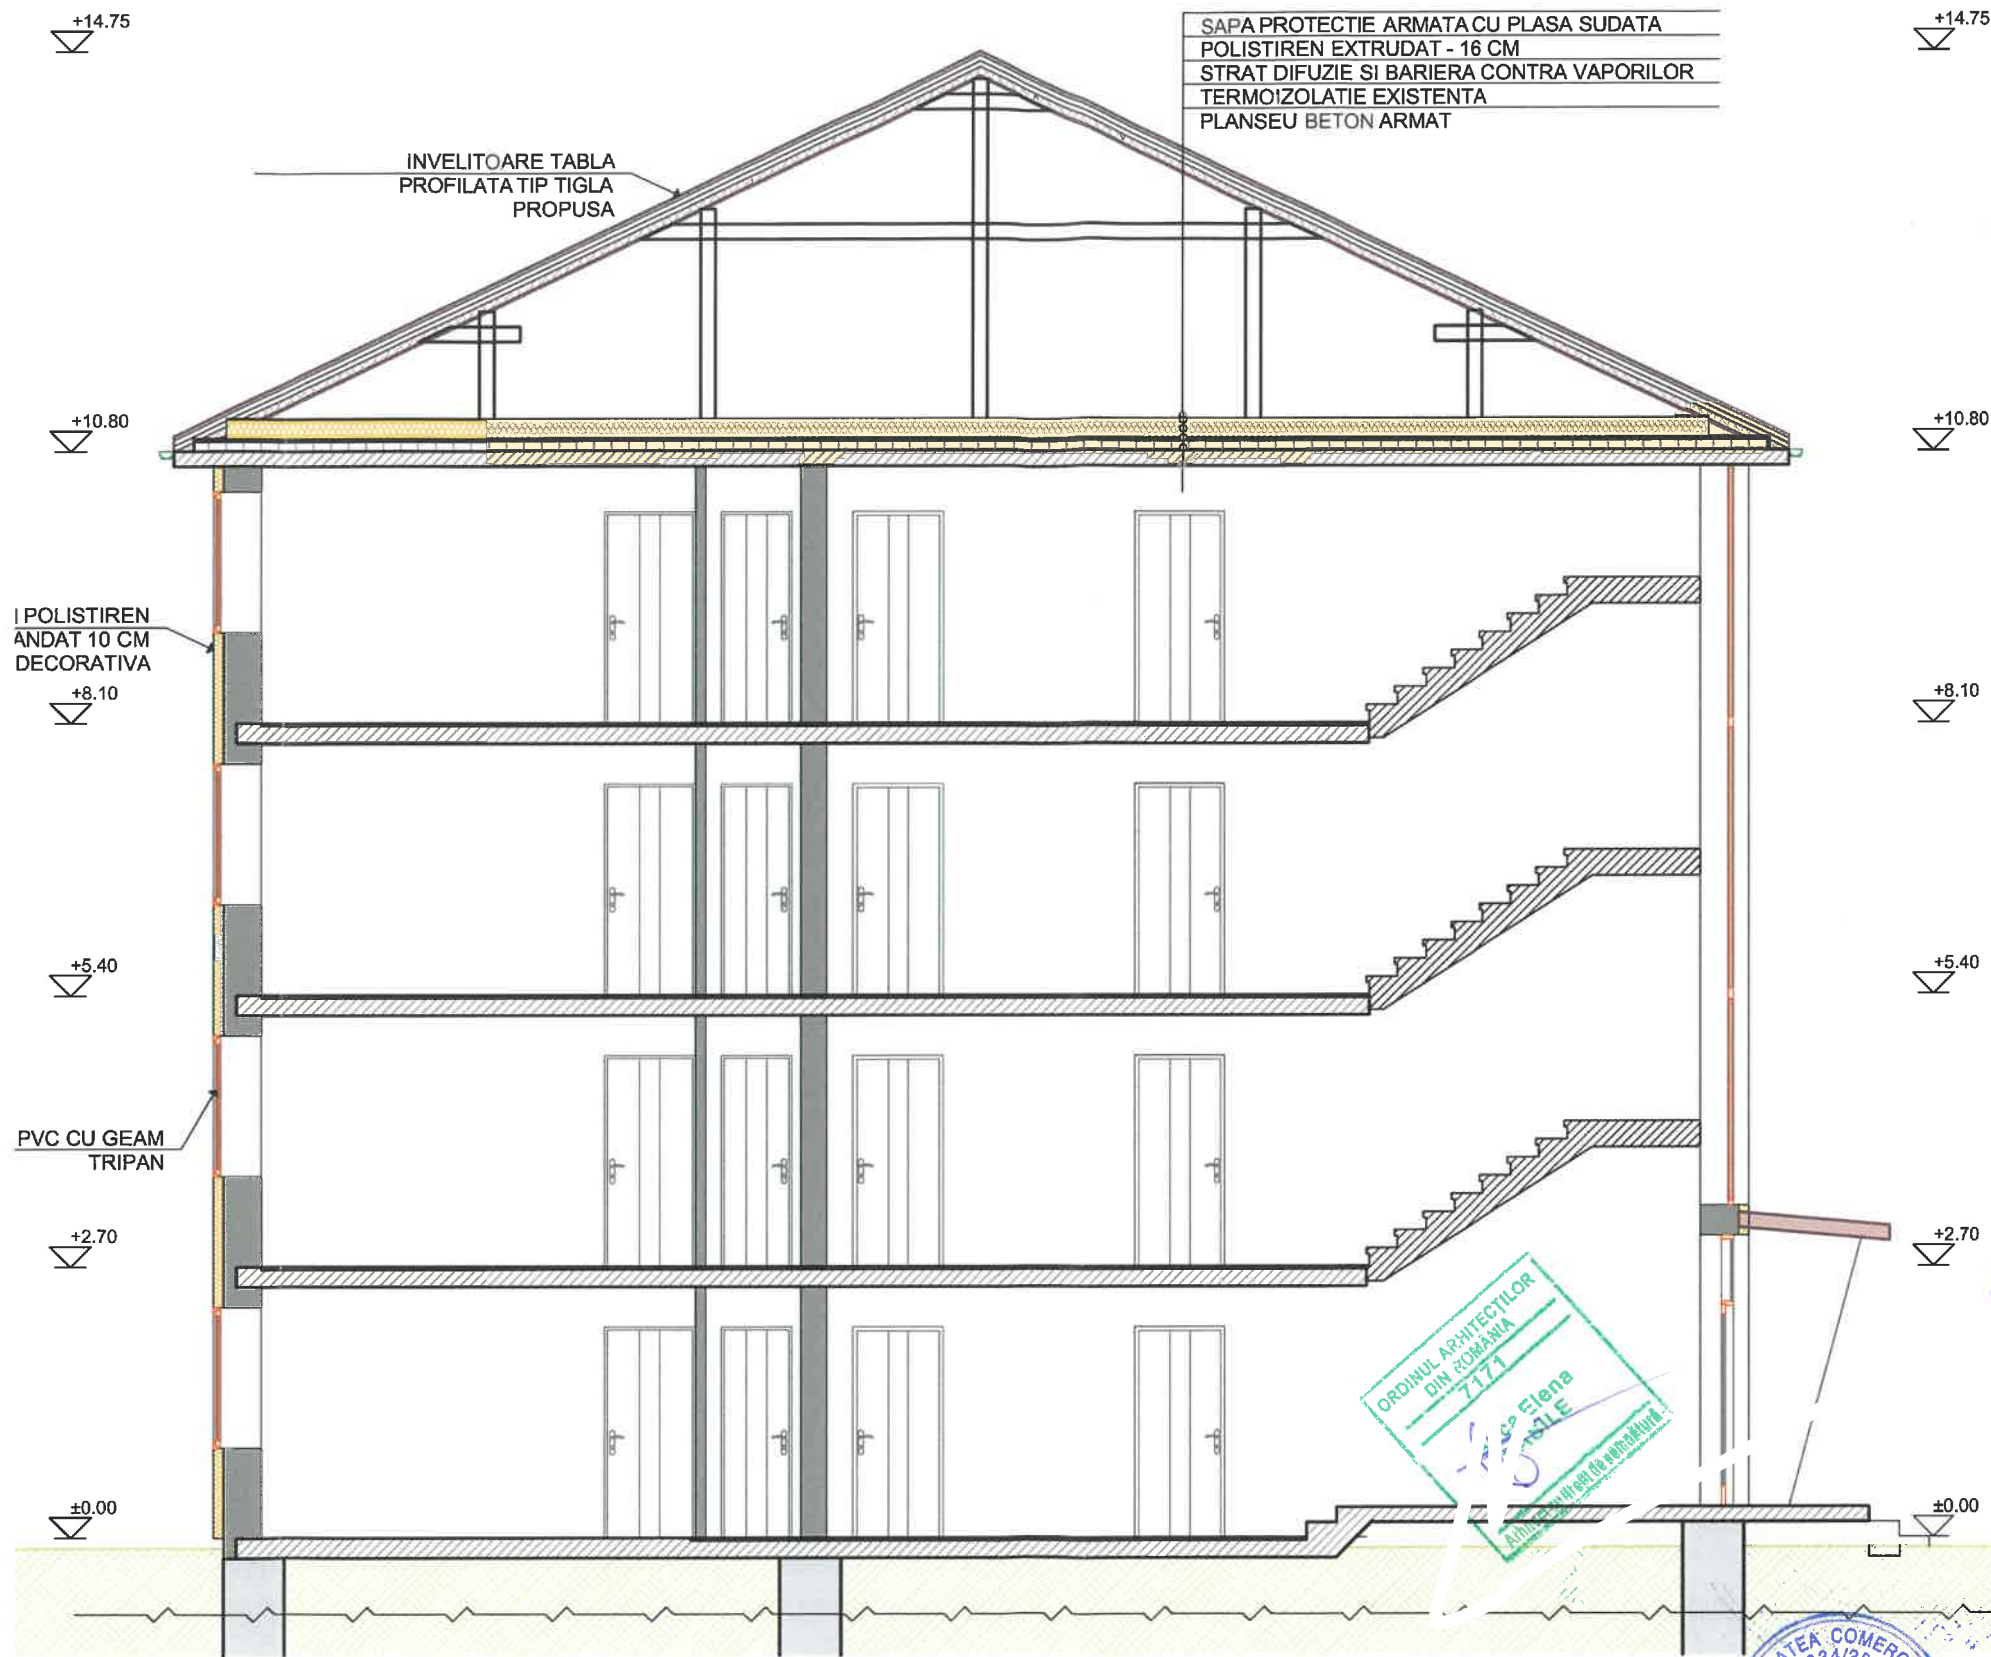 +14.75
SAPA PROTECTIE ARMATA CU PLASA SUDATA
POLISTIREN EXTRUDAT - 16 CM
STRAT DIFUZIE SI BARIERA CONTRA VAPORILOR
TERMOIZOLATIE EXISTENTA
PLANSEU BETON ARMAT
+14.75
INVELITOARE TABLA
PROFILATA TIP TIGLA
PROPUSA
+10.80
+10.80
I POLISTIREN
ANDAT 10 CM
DECORATIVA
+8.10
+8.10
+5.40
+5.40
PVC CU GEAM
TRIPAN
+2.70
+2.70
ORDINUL ARHITECTILOR
DIN ROMÂNIA
7171
Elena
±0.00
±0.00
ATEA COMERC